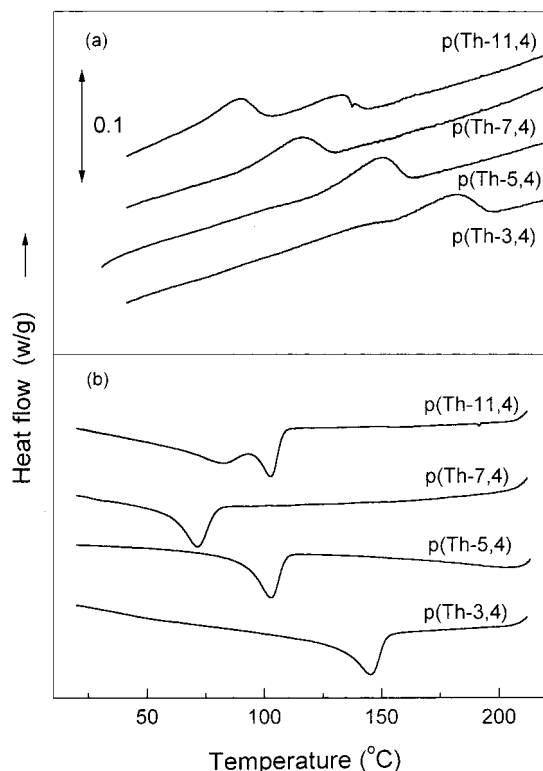 (a)
p(Th-11,4)
0.1
p(Th-7,4)
p(Th-5,4)
p(Th-3,4)
Heat flow (w/g)
(b)
p(Th-11,4)
p(Th-7,4)
p(Th-5,4)
p(Th-3,4)
50 100 150 200
Temperature (°C)